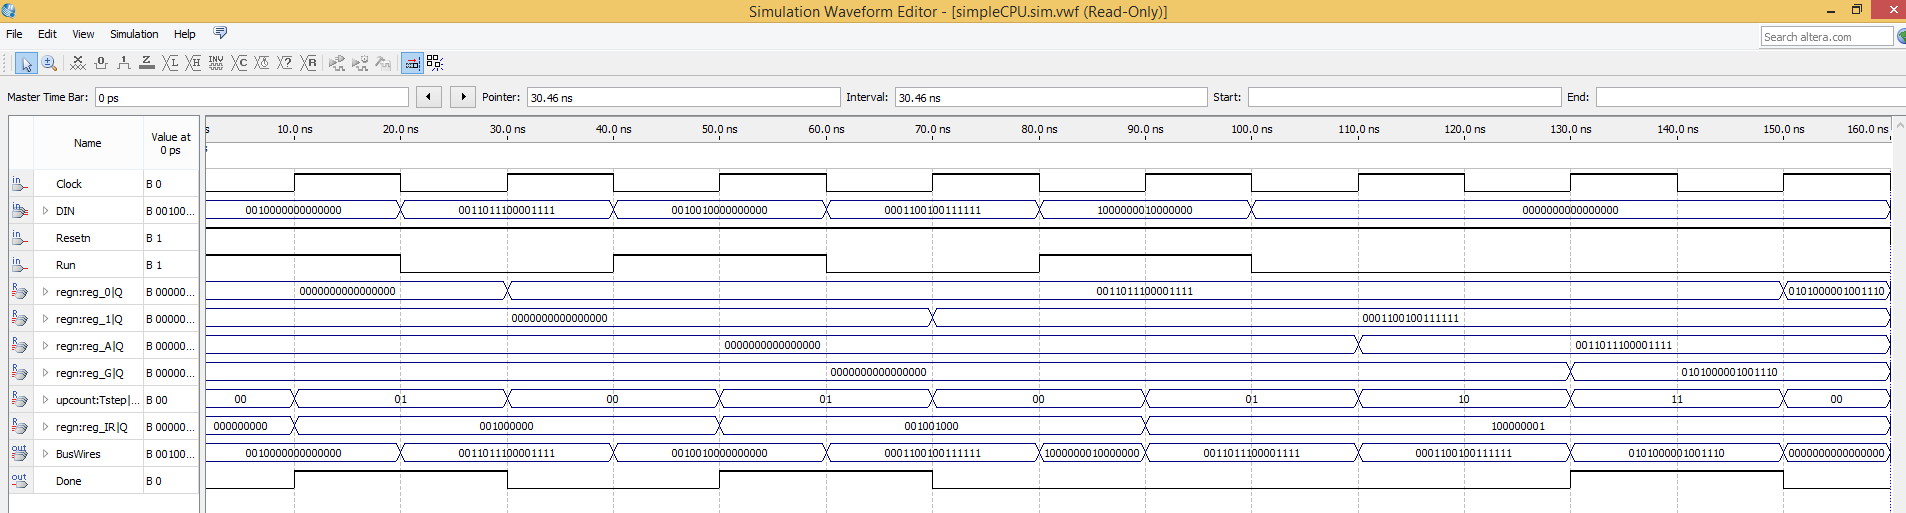 Simulation Waveform Editor - [simpleCPU.sim.vwf (Read-Only)]
File Edit View Simulation Help
Search altera.com
Master Time Bar: 0 ps Pointer: 30.46 ns Interval: 30.46 ns Start: End:
Name Value at 0 ps 10.0 ns 20.0 ns 30.0 ns 40.0 ns 50.0 ns 60.0 ns 70.0 ns 80.0 ns 90.0 ns 100.0 ns 110.0 ns 120.0 ns 130.0 ns 140.0 ns 150.0 ns 160.0 ns
in Clock B 0
in DIN B 00100... 0010000000000000 0011011100001111 0010010000000000 0001100100111111 1000000010000000 0000000000000000
in Resetn B 1
in Run B 1
R regn:reg_0|Q B 00000... 0000000000000000 0011011100001111 0101000001001110
R regn:reg_1|Q B 00000... 0000000000000000 0001100100111111
R regn:reg_A|Q B 00000... 0000000000000000 0011011100001111
R regn:reg_G|Q B 00000... 0000000000000000 0101000001001110
R upcount:Tstep|... B 00 00 01 00 01 00 01 10 11 00
R regn:reg_IR|Q B 00000... 000000000 001000000 001001000 100000001
out BusWires B 00100... 0010000000000000 0011011100001111 0010010000000000 0001100100111111 1000000010000000 0011011100001111 0001100100111111 0101000001001110 0000000000000000
out Done B 0